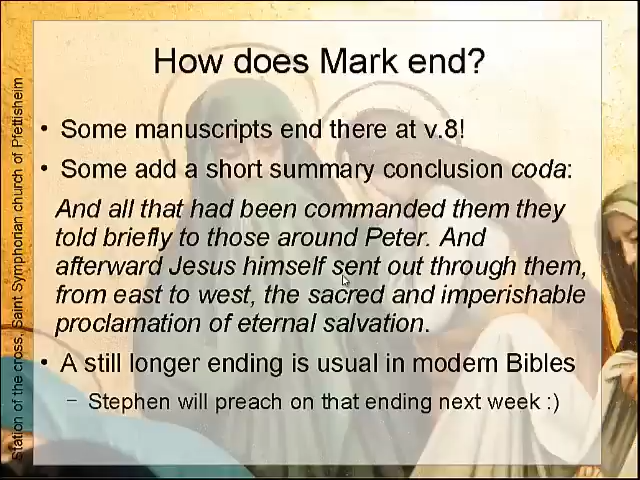 How does Mark end?
• Some manuscripts end there at v.8!
• Some add a short summary conclusion coda:
And all that had been commanded them they
told briefly to those around Peter. And
afterward Jesus himself sent out through them,
from east to west, the sacred and imperishable
proclamation of eternal salvation.
• A still longer ending is usual in modern Bibles
– Stephen will preach on that ending next week :)
Station of the cross, Saint Symphorian church of Pfettisheim